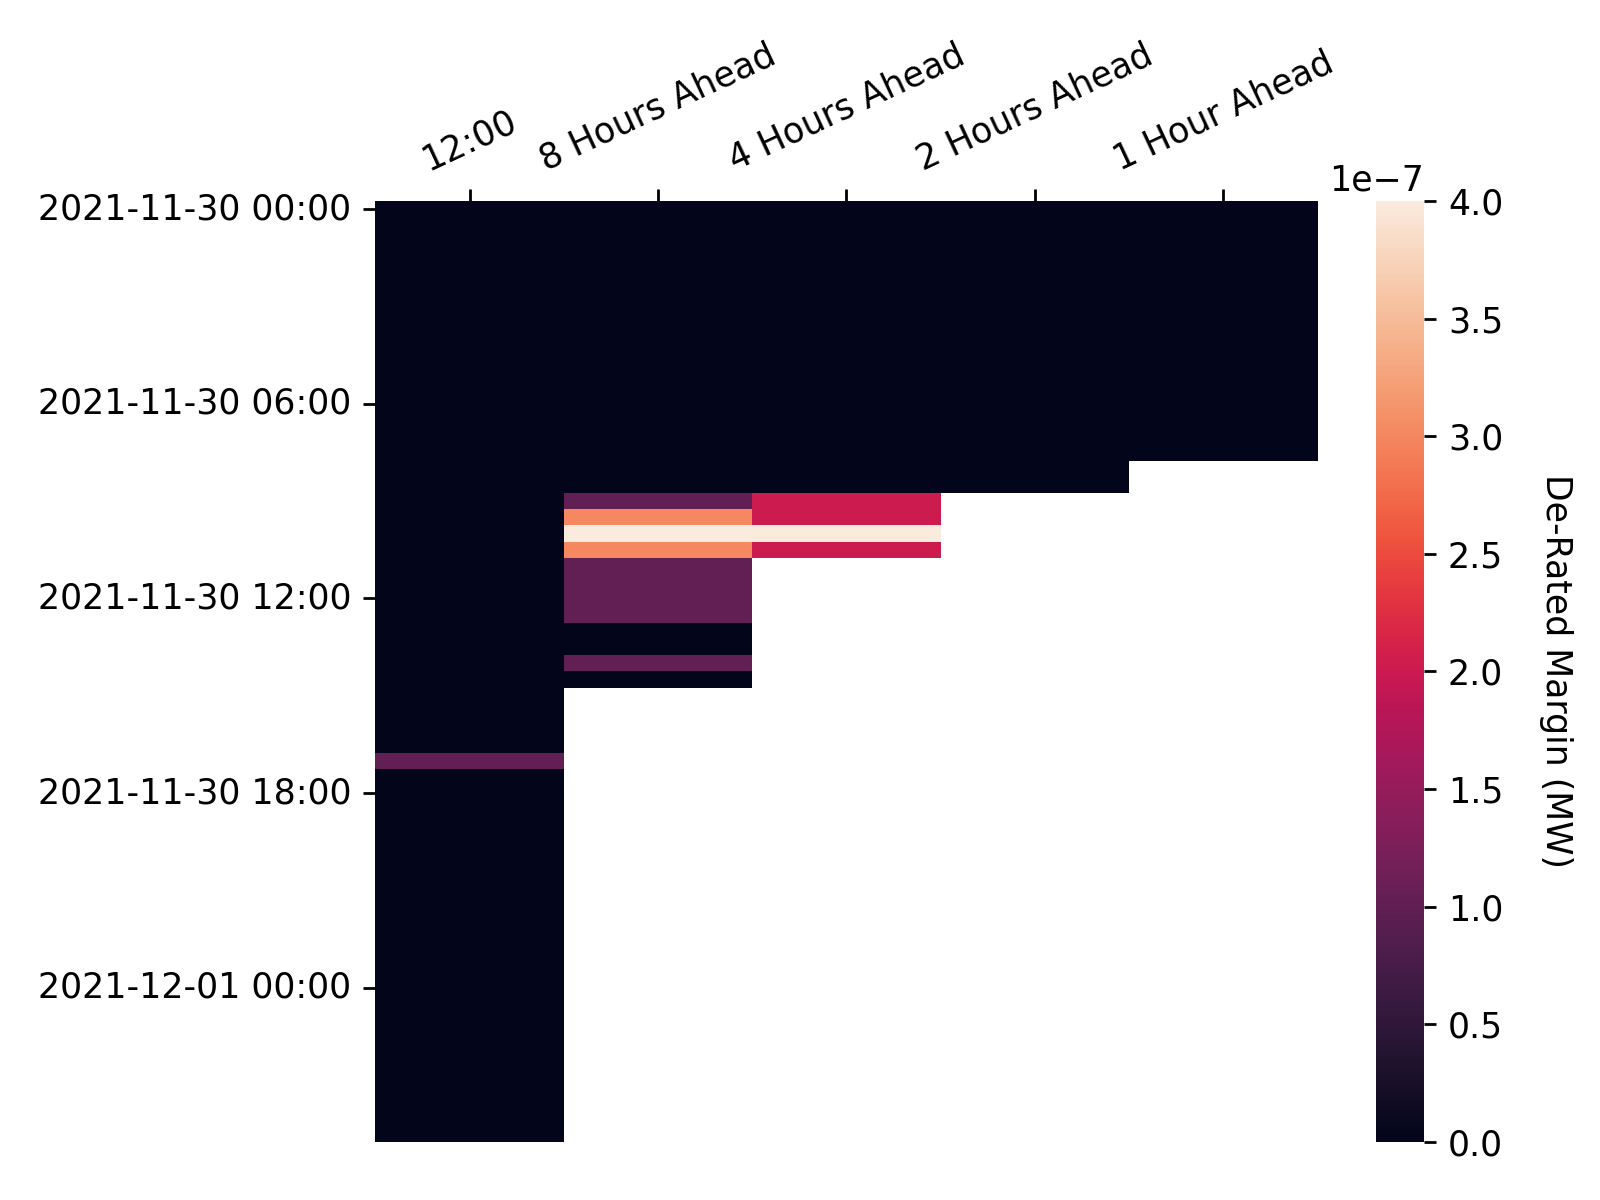 12:00
8 Hours Ahead
4 Hours Ahead
2 Hours Ahead
1 Hour Ahead
2021-11-30 00:00
2021-11-30 06:00
2021-11-30 12:00
2021-11-30 18:00
2021-12-01 00:00
1e−7
4.0
3.5
3.0
2.5
2.0
1.5
1.0
0.5
0.0
De-Rated Margin (MW)